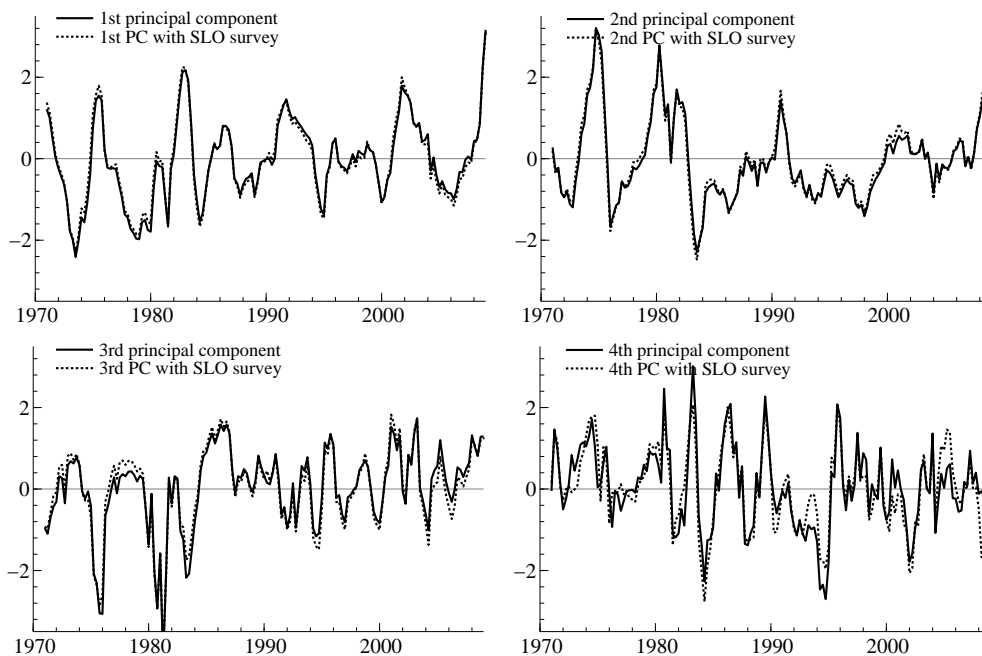 1st principal component
1st PC with SLO survey
2
0
−2
1970 1980 1990 2000
2nd principal component
2nd PC with SLO survey
2
0
−2
1970 1980 1990 2000
3rd principal component
3rd PC with SLO survey
2
0
−2
1970 1980 1990 2000
4th principal component
4th PC with SLO survey
2
0
−2
1970 1980 1990 2000